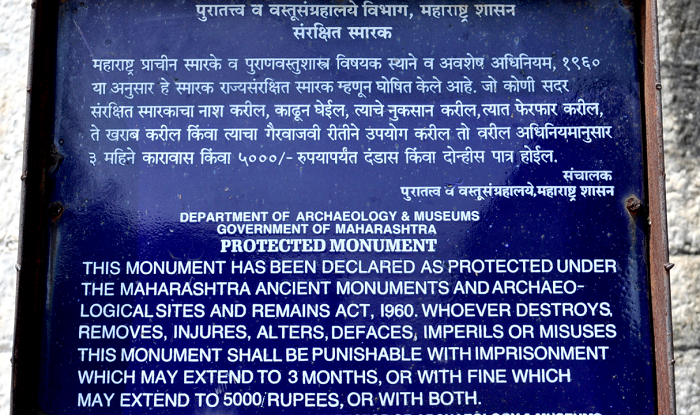 पुरातत्त्व व वस्तूसंग्रहालये विभाग, महाराष्ट्र शासन
संरक्षित स्मारक
महाराष्ट्र प्राचीन स्मारके व पुराणवस्तुशास्त्र विषयक स्थाने व अवशेष अधिनियम, १९६०
या अनुसार हे स्मारक राज्यसंरक्षित स्मारक म्हणून घोषित केले आहे. जो कोणी सदर
संरक्षित स्मारकाचा नाश करील, काढून घेईल, त्याचे नुकसान करील, त्यात फेरफार करील,
ते खराब करील किंवा त्याचा गैरवाजवी रीतीने उपयोग करील तो वरील अधिनियमानुसार
३ महिने कारावास किंवा ५०००/- रुपयापर्यंत दंडास किंवा दोन्हीस पात्र होईल.
संचालक
पुरातत्त्व व वस्तूसंग्रहालये, महाराष्ट्र शासन
DEPARTMENT OF ARCHAEOLOGY & MUSEUMS
GOVERNMENT OF MAHARASHTRA
PROTECTED MONUMENT
THIS MONUMENT HAS BEEN DECLARED AS PROTECTED UNDER
THE MAHARASHTRA ANCIENT MONUMENTS AND ARCHAEO-
LOGICAL SITES AND REMAINS ACT, 1960. WHOEVER DESTROYS,
REMOVES, INJURES, ALTERS, DEFACES, IMPERILS OR MISUSES
THIS MONUMENT SHALL BE PUNISHABLE WITH IMPRISONMENT
WHICH MAY EXTEND TO 3 MONTHS, OR WITH FINE WHICH
MAY EXTEND TO 5000/ RUPEES, OR WITH BOTH.
OF ARCHAEOLOGY & MUSEUMS